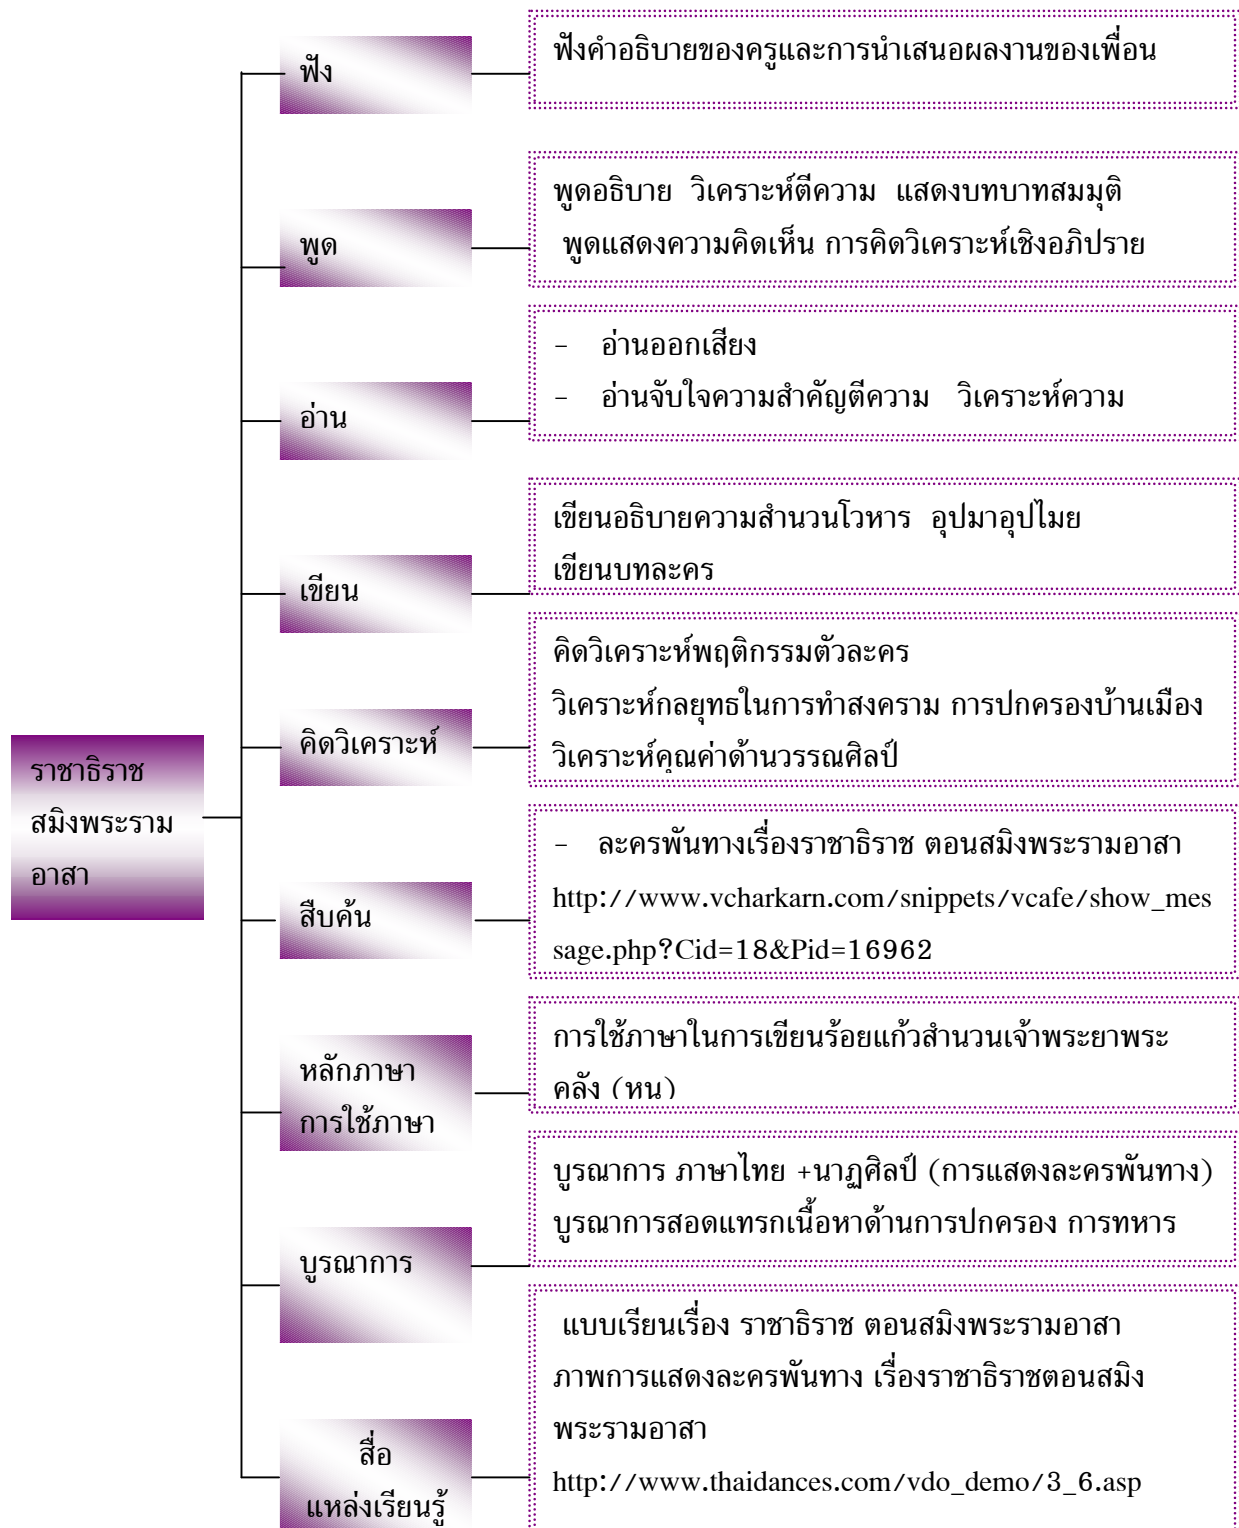 ราชาธิราช
สมิงพระราม
อาสา
ฟัง
ฟังคำอธิบายของครูและการนำเสนอผลงานของเพื่อน
พูด
พูดอธิบาย วิเคราะห์ตีความ แสดงบทบาทสมมุติ
พูดแสดงความคิดเห็น การคิดวิเคราะห์เชิงอภิปราย
อ่าน
- อ่านออกเสียง
- อ่านจับใจความสำคัญตีความ วิเคราะห์ความ
เขียน
เขียนอธิบายความสำนวนโวหาร อุปมาอุปไมย
เขียนบทละคร
คิดวิเคราะห์
คิดวิเคราะห์พฤติกรรมตัวละคร
วิเคราะห์กลยุทธในการทำสงคราม การปกครองบ้านเมือง
วิเคราะห์คุณค่าด้านวรรณศิลป์
สืบค้น
- ละครพันทางเรื่องราชาธิราช ตอนสมิงพระรามอาสา
http://www.vcharkarn.com/snippets/vcafe/show_mes
sage.php?Cid=18&Pid=16962
หลักภาษา
การใช้ภาษา
การใช้ภาษาในการเขียนร้อยแก้วสำนวนเจ้าพระยาพระ
คลัง (หน)
บูรณาการ
บูรณาการ ภาษาไทย +นาฏศิลป์ (การแสดงละครพันทาง)
บูรณาการสอดแทรกเนื้อหาด้านการปกครอง การทหาร
สื่อ
แหล่งเรียนรู้
แบบเรียนเรื่อง ราชาธิราช ตอนสมิงพระรามอาสา
ภาพการแสดงละครพันทาง เรื่องราชาธิราชตอนสมิง
พระรามอาสา
http://www.thaidances.com/vdo_demo/3_6.asp